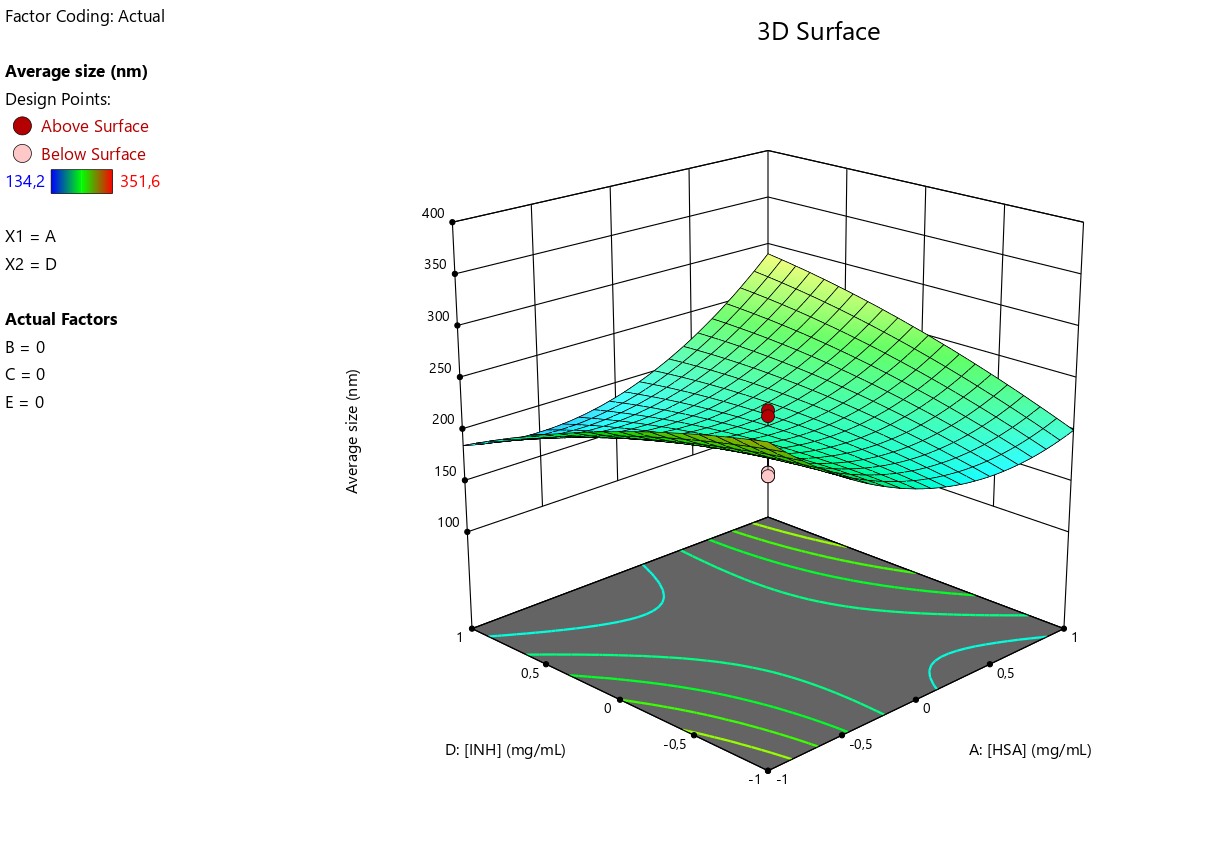 Factor Coding: Actual
3D Surface
Average size (nm)
Design Points:
Above Surface
Below Surface
134,2 351,6
X1 = A
X2 = D
Actual Factors
B = 0
C = 0
E = 0
400
350
300
250
200
150
100
Average size (nm)
1
0,5
0
-0,5
-1
D: [INH] (mg/mL)
1
0,5
0
-0,5
-1
A: [HSA] (mg/mL)